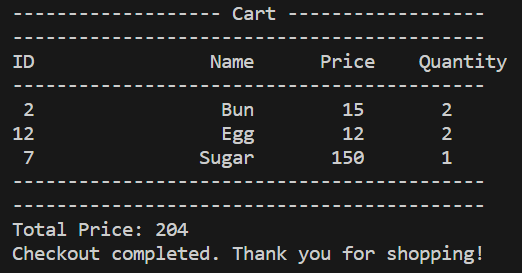 ------------------- Cart ------------------
-------------------------------------------
ID                Name      Price    Quantity
-------------------------------------------
 2                 Bun        15       2
12                 Egg        12       2
 7               Sugar       150       1
-------------------------------------------
-------------------------------------------
Total Price: 204
Checkout completed. Thank you for shopping!